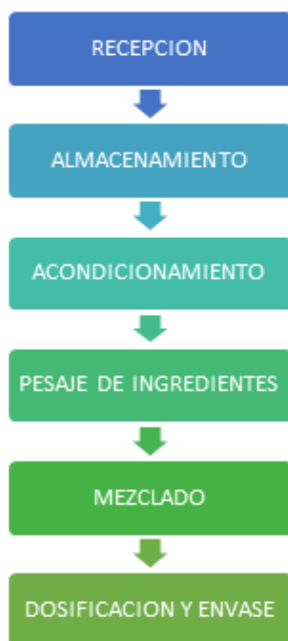 RECEPCION
ALMACENAMIENTO
ACONDICIONAMIENTO
PESAJE DE INGREDIENTES
MEZCLADO
DOSIFICACION Y ENVASE